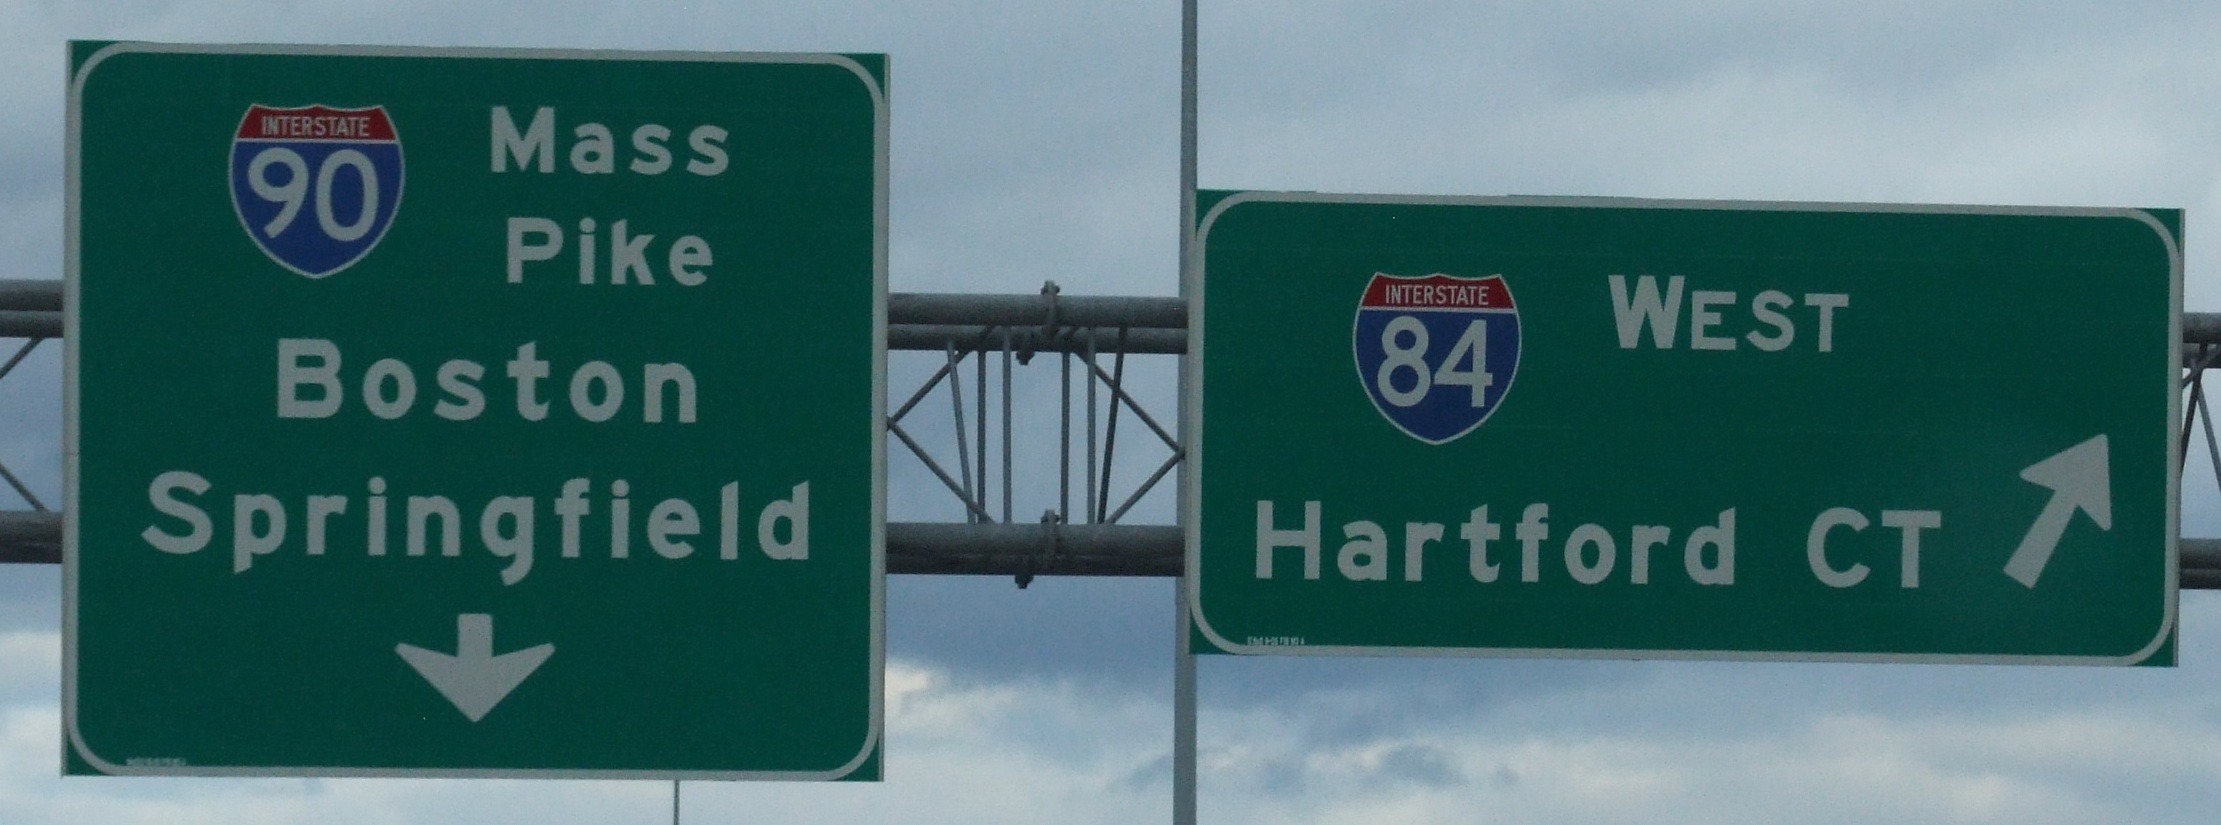 INTERSTATE
90
Mass
Pike
Boston
Springfield
INTERSTATE
84
WEST
Hartford CT